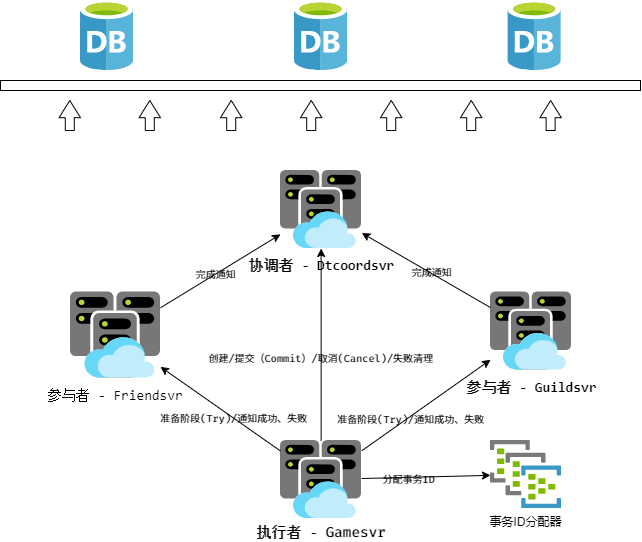 DB
DB
DB
协调者 - Dtcoordsvr
完成通知
完成通知
创建/提交（Commit）/取消(Cancel)/失败清理
参与者 - Friendsvr
参与者 - Guildsvr
准备阶段(Try)/通知成功、失败
准备阶段(Try)/通知成功、失败
分配事务ID
执行者 - Gamesvr
事务ID分配器